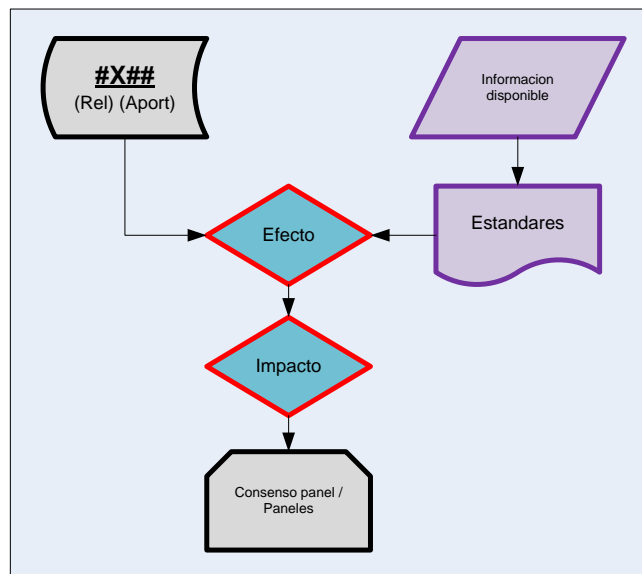 #X##
(Rel) (Aport)
Informacion
disponible
Estandares
Efecto
Impacto
Consenso panel /
Paneles